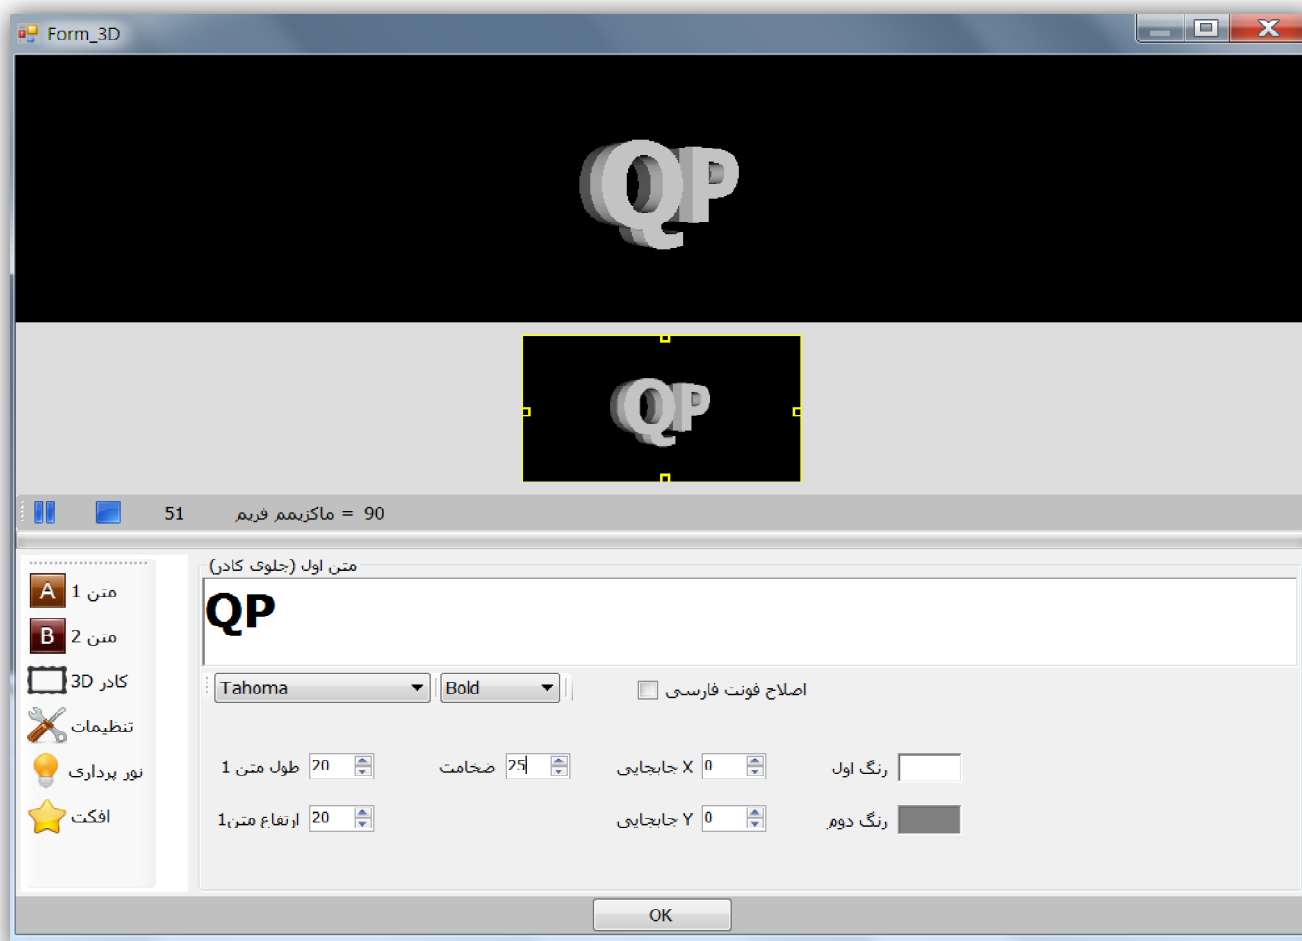 Form_3D
QP
QP
51 ماکزیمم فریم = 90
متن 1
متن 2
کادر 3D
تنظیمات
نور پردازی
افکت
متن اول (جلوی کادر)
QP
Tahoma Bold اصلاح فونت فارسی
طول متن 1 20 ضخامت 25 جابجایی X 0 رنگ اول
ارتفاع متن1 20 جابجایی Y 0 رنگ دوم
OK